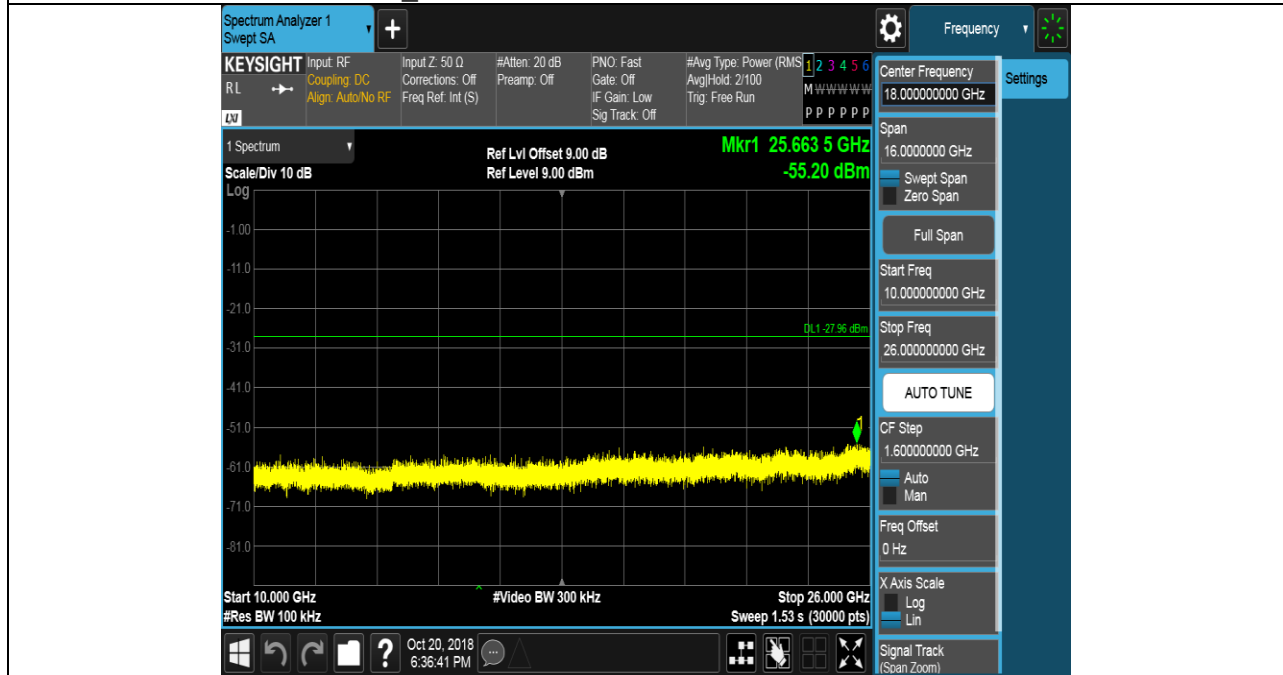 Spectrum Analyzer 1
Swept SA
+
Frequency
KEYSIGHT
RL
LXI
Input: RF
Coupling: DC
Align: Auto/No RF
Input Z: 50 Ω
Corrections: Off
Freq Ref: Int (S)
#Atten: 20 dB
Preamp: Off
PNO: Fast
Gate: Off
IF Gain: Low
Sig Track: Off
#Avg Type: Power (RMS
Avg|Hold: 2/100
Trig: Free Run
1 2 3 4 5 6
M W W W W W
P P P P P P
1 Spectrum
Scale/Div 10 dB
Log
Ref Lvl Offset 9.00 dB
Ref Level 9.00 dBm
Mkr1 25.663 5 GHz
-55.20 dBm
-1.00
-11.0
-21.0
DL1 -27.96 dBm
-31.0
-41.0
-51.0
1
-61.0
-71.0
-81.0
Start 10.000 GHz
#Video BW 300 kHz
Stop 26.000 GHz
#Res BW 100 kHz
Sweep 1.53 s (30000 pts)
?
Oct 20, 2018
6:36:41 PM
Center Frequency
18.000000000 GHz
Settings
Span
16.0000000 GHz
Swept Span
Zero Span
Full Span
Start Freq
10.000000000 GHz
Stop Freq
26.000000000 GHz
AUTO TUNE
CF Step
1.600000000 GHz
Auto
Man
Freq Offset
0 Hz
X Axis Scale
Log
Lin
Signal Track
(Span Zoom)